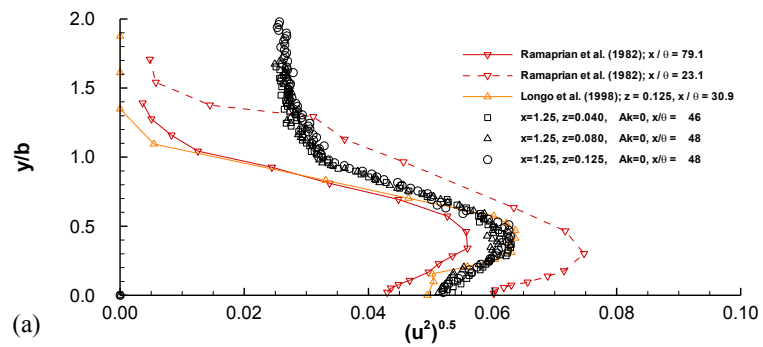 2.0
1.5
1.0
0.5
0.0
y/b
Ramaprian et al. (1982); x / θ = 79.1
Ramaprian et al. (1982); x / θ = 23.1
Longo et al. (1998); z = 0.125, x / θ = 30.9
x=1.25, z=0.040, Ak=0, x/θ= 46
x=1.25, z=0.080, Ak=0, x/θ= 48
x=1.25, z=0.125, Ak=0, x/θ= 48
0.00 0.02 0.04 0.06 0.08 0.10
(a)
(u²)⁰·⁵